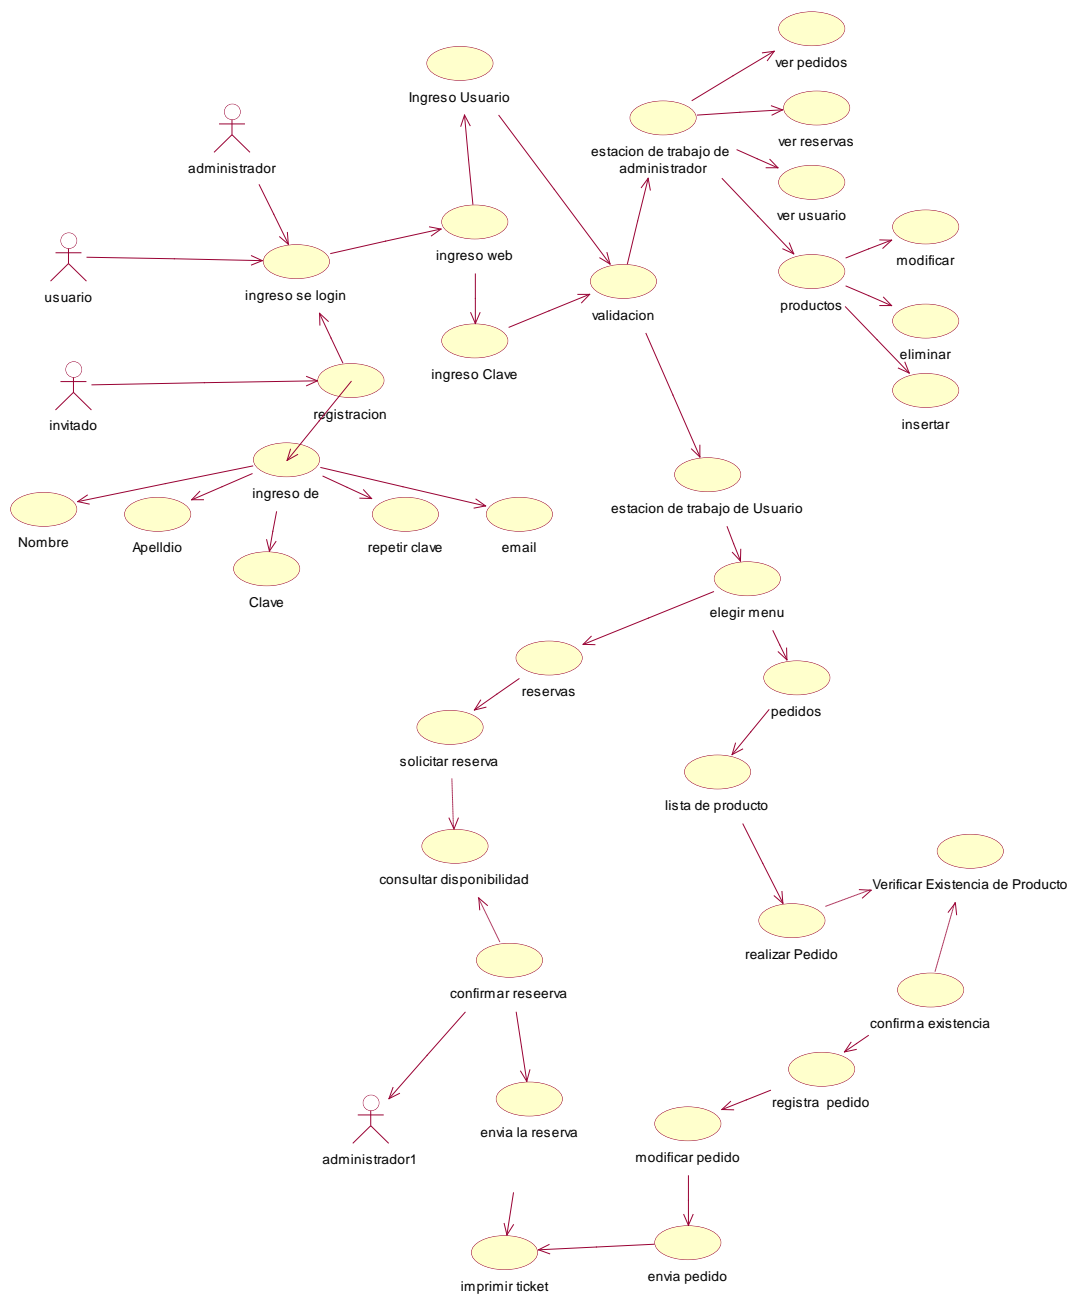 ver pedidos
Ingreso Usuario
ver reservas
estacion de trabajo de
administrador
administrador
ver usuario
modificar
ingreso web
usuario
ingreso se login
productos
validacion
eliminar
ingreso Clave
registracion
invitado
insertar
ingreso de
estacion de trabajo de Usuario
Nombre
Apelldio
repetir clave
email
Clave
elegir menu
reservas
pedidos
solicitar reserva
lista de producto
consultar disponibilidad
Verificar Existencia de Producto
realizar Pedido
confirmar reseerva
confirma existencia
registra  pedido
envia la reserva
administrador1
modificar pedido
envia pedido
imprimir ticket